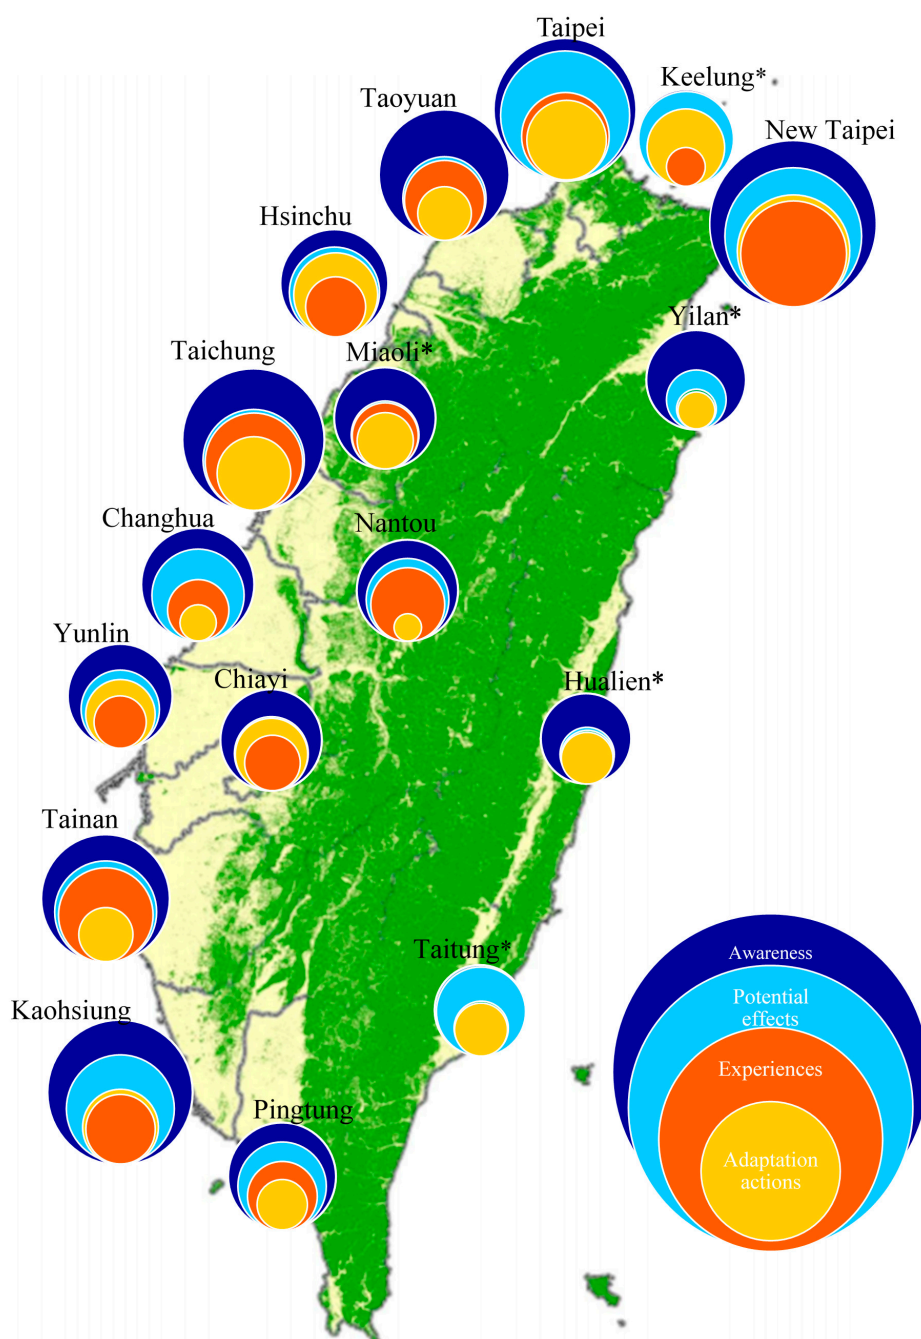 Taipei
Keelung*
Taoyuan
New Taipei
Hsinchu
Yilan*
Taichung
Miaoli*
Changhua
Nantou
Yunlin
Chiayi
Hualien*
Tainan
Taitung*
Awareness
Potential
effects
Kaohsiung
Experiences
Pingtung
Adaptation
actions